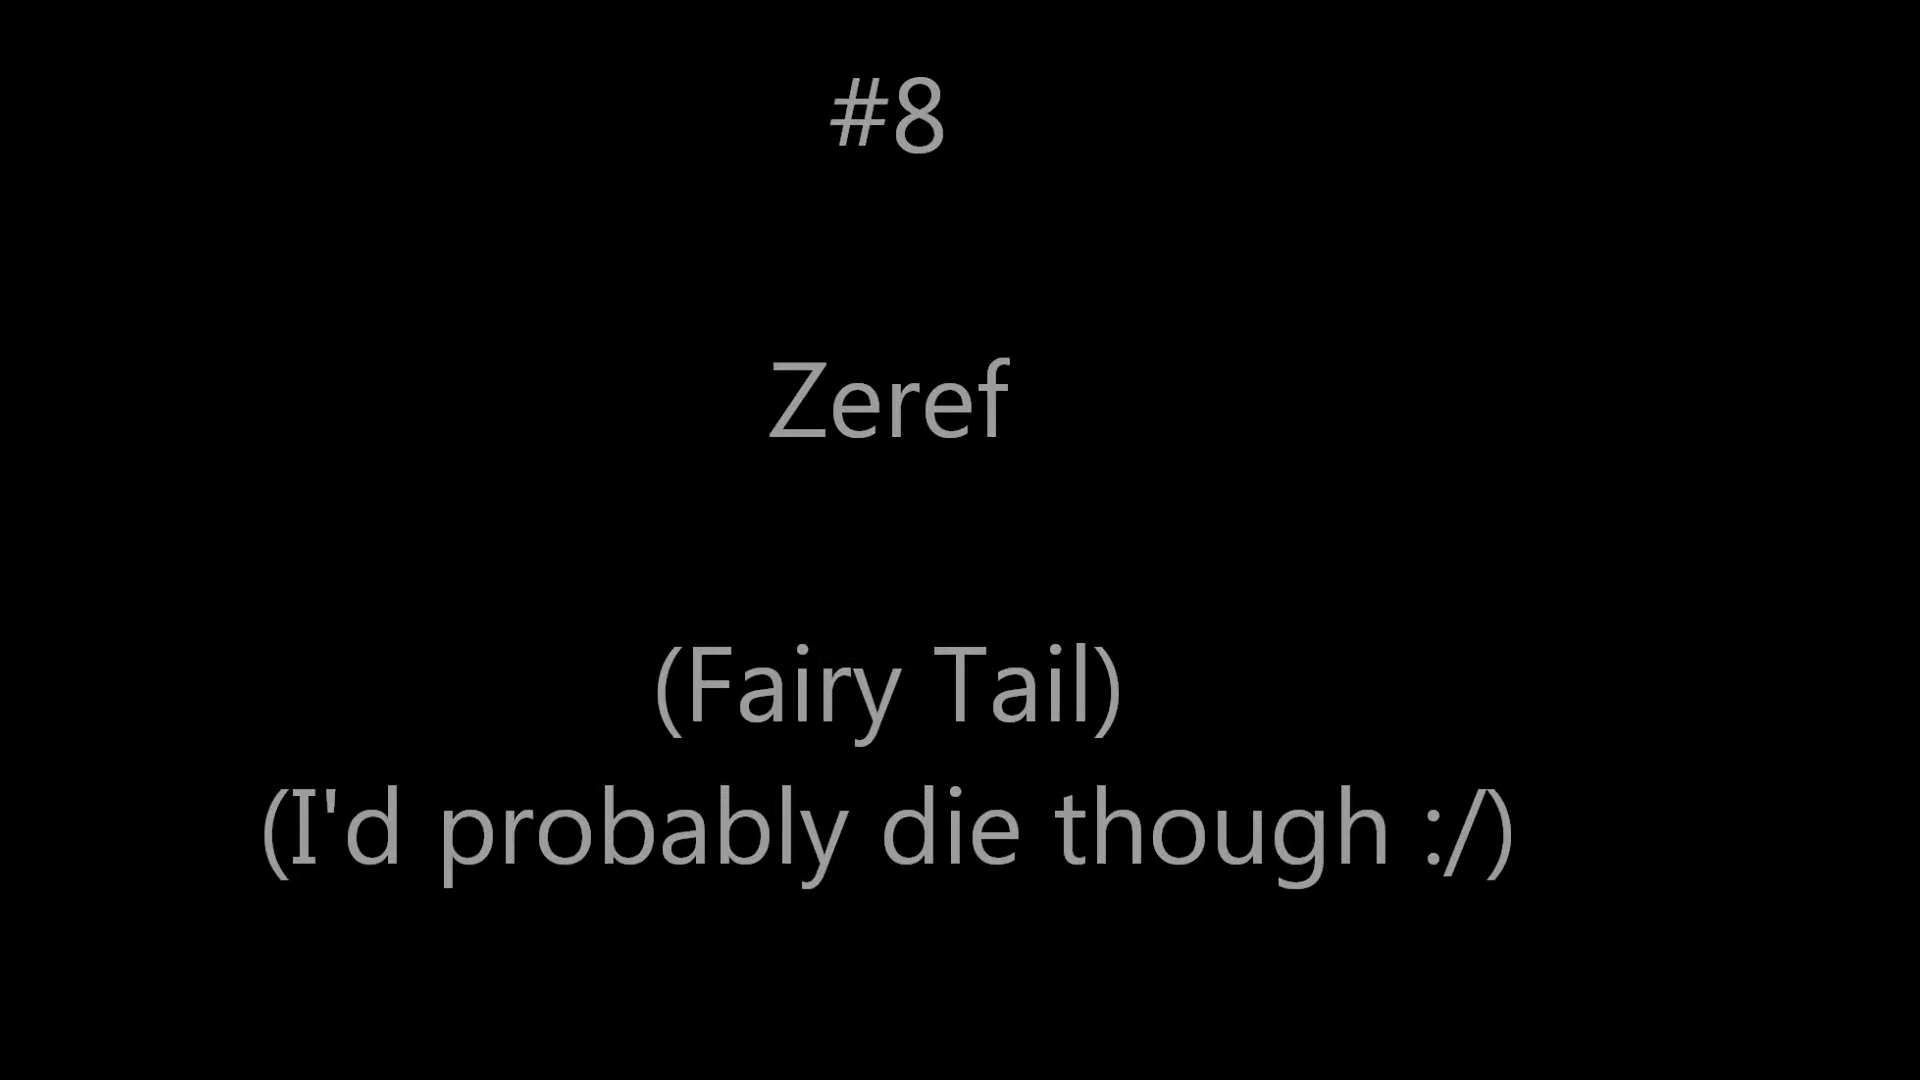 #8
Zeref
(Fairy Tail)
(I'd probably die though :/)